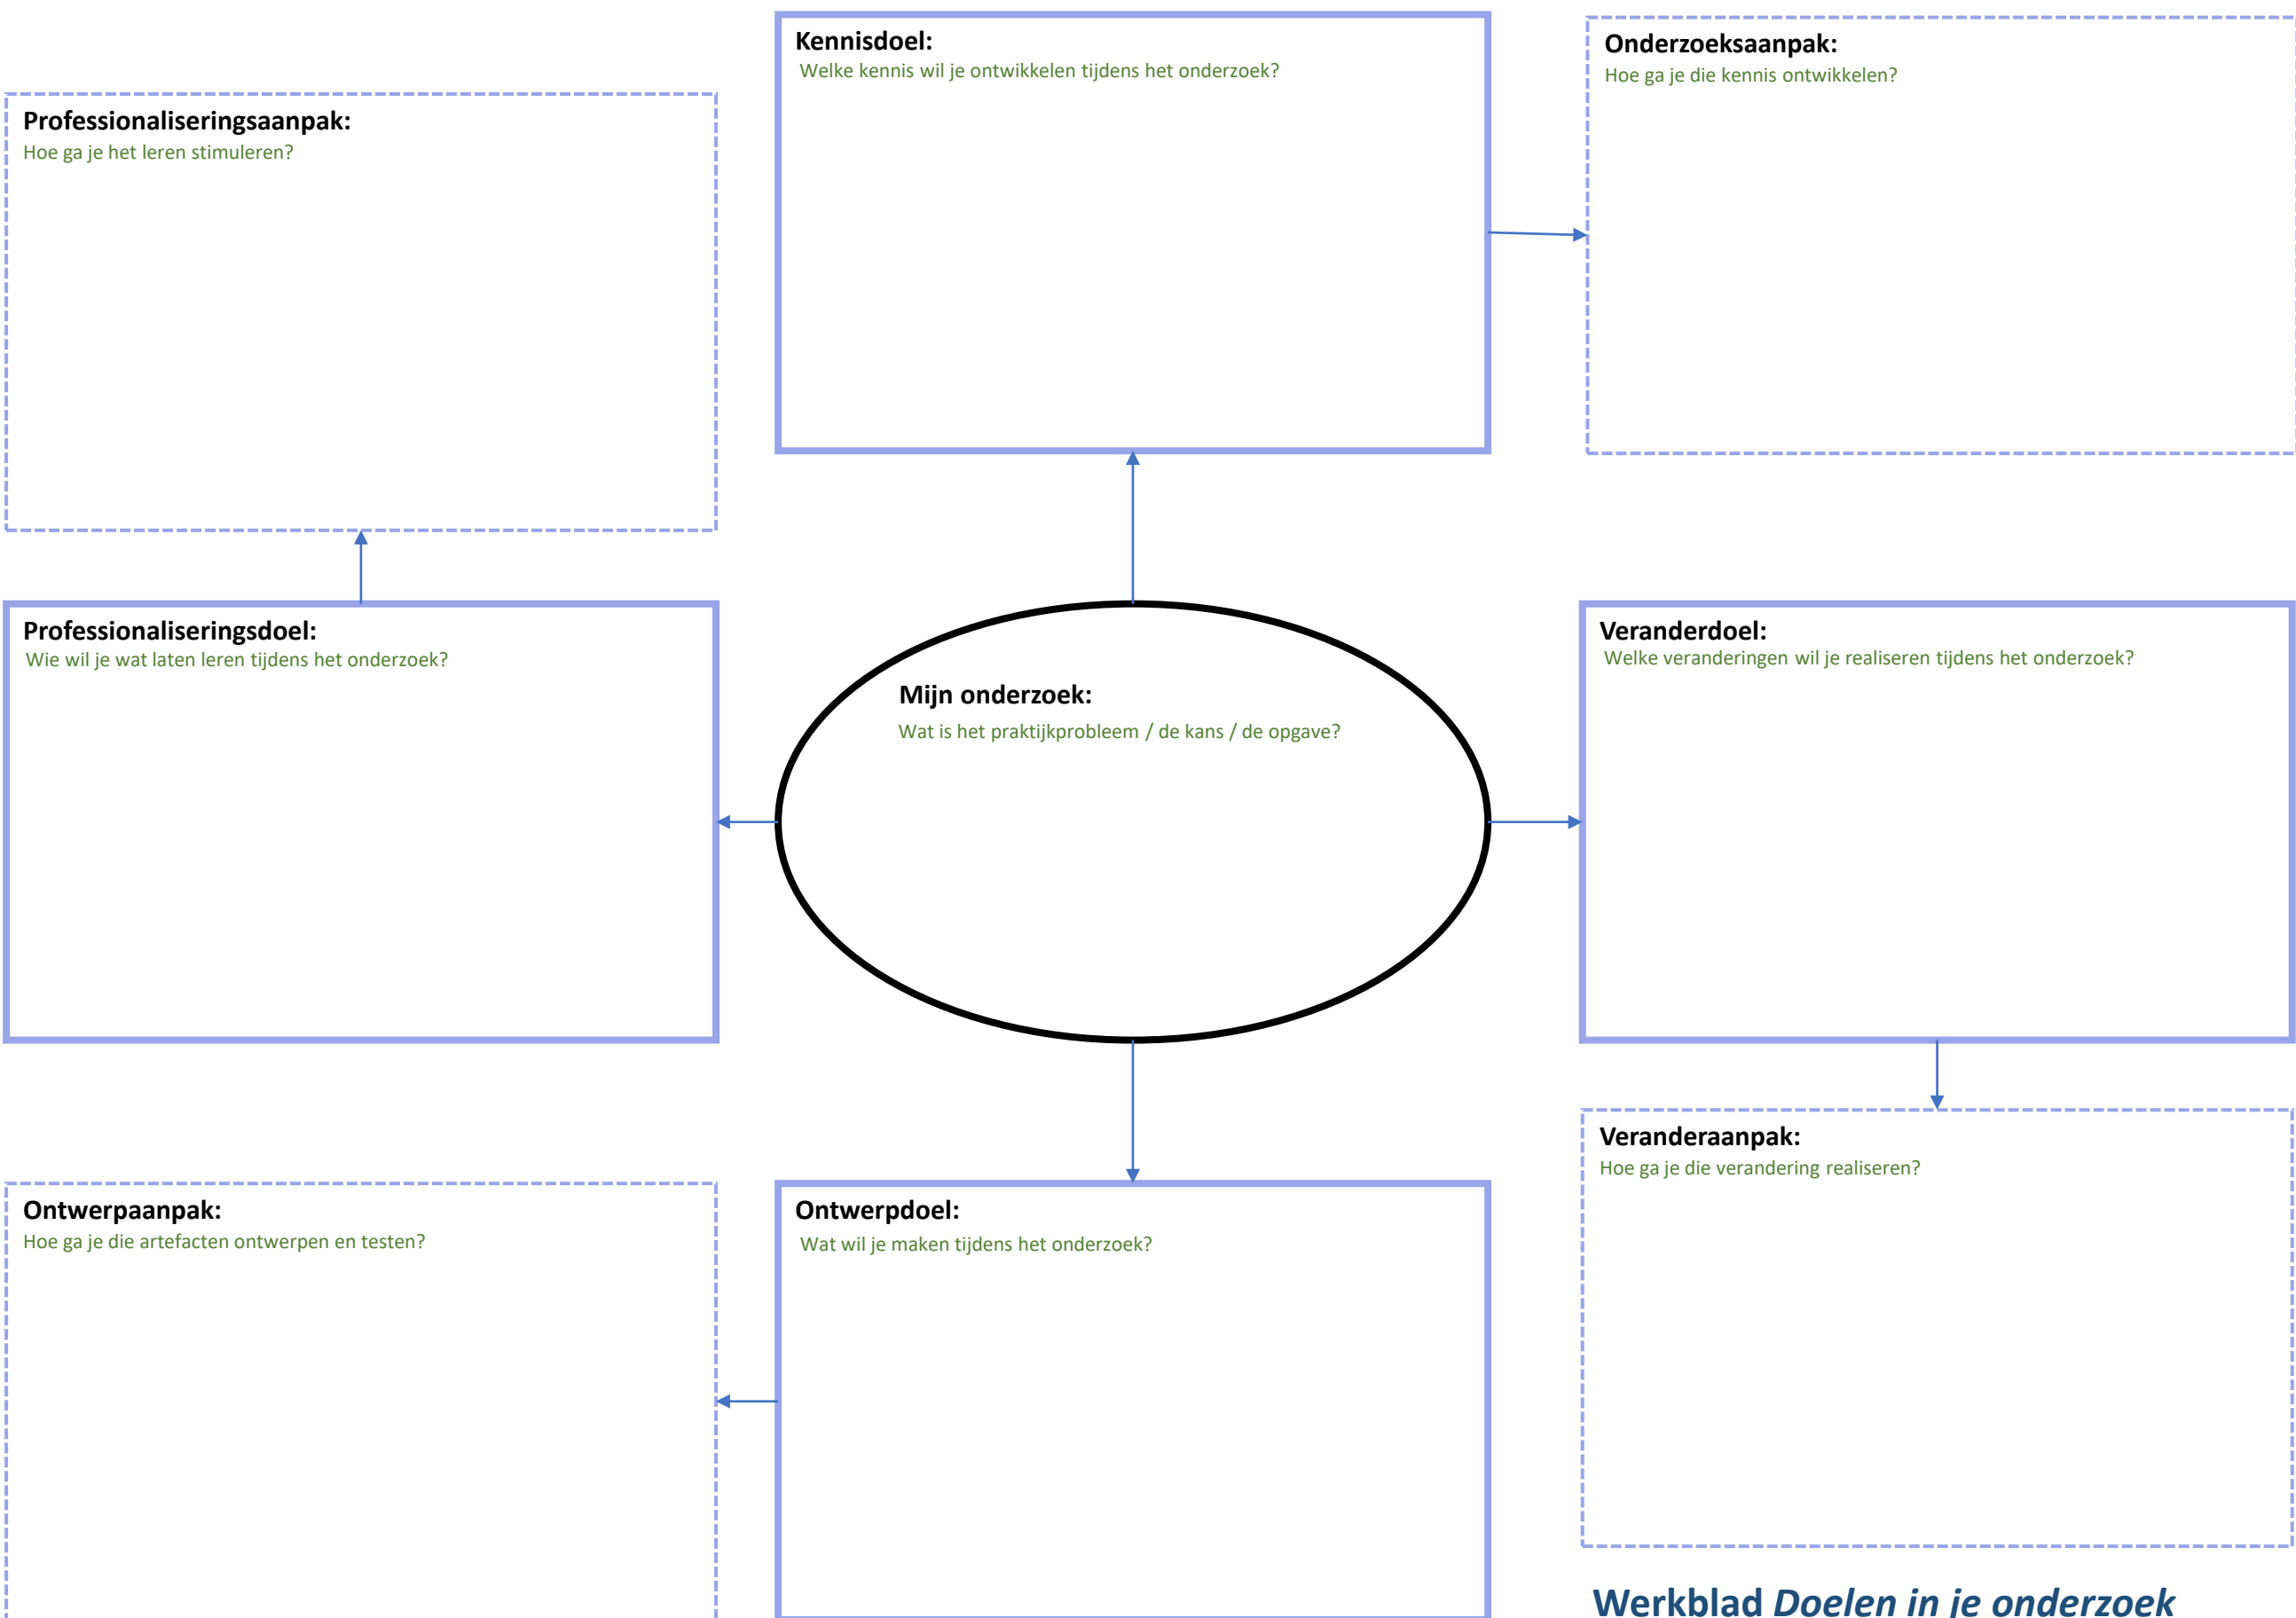 Kennisdoel:
Welke kennis wil je ontwikkelen tijdens het onderzoek?
Onderzoeksaanpak:
Hoe ga je die kennis ontwikkelen?
Professionaliseringsaanpak:
Hoe ga je het leren stimuleren?
Professionaliseringsdoel:
Wie wil je wat laten leren tijdens het onderzoek?
Mijn onderzoek:
Wat is het praktijkprobleem / de kans / de opgave?
Veranderdoel:
Welke veranderingen wil je realiseren tijdens het onderzoek?
Veranderaanpak:
Hoe ga je die verandering realiseren?
Ontwerpaanpak:
Hoe ga je die artefacten ontwerpen en testen?
Ontwerpdoel:
Wat wil je maken tijdens het onderzoek?
Werkblad Doelen in je onderzoek